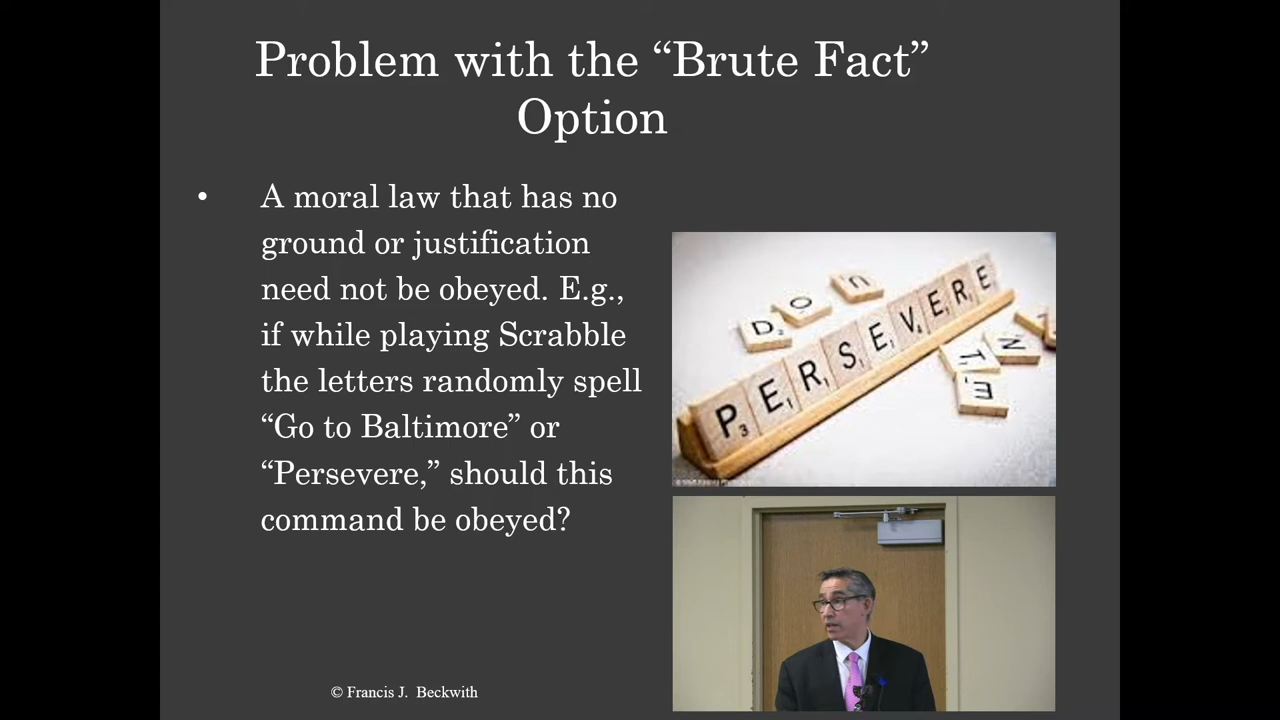 Problem with the “Brute Fact”
Option
• A moral law that has no
ground or justification
need not be obeyed. E.g.,
if while playing Scrabble
the letters randomly spell
“Go to Baltimore” or
“Persevere,” should this
command be obeyed?
DON
PERSEVERE
© Francis J. Beckwith